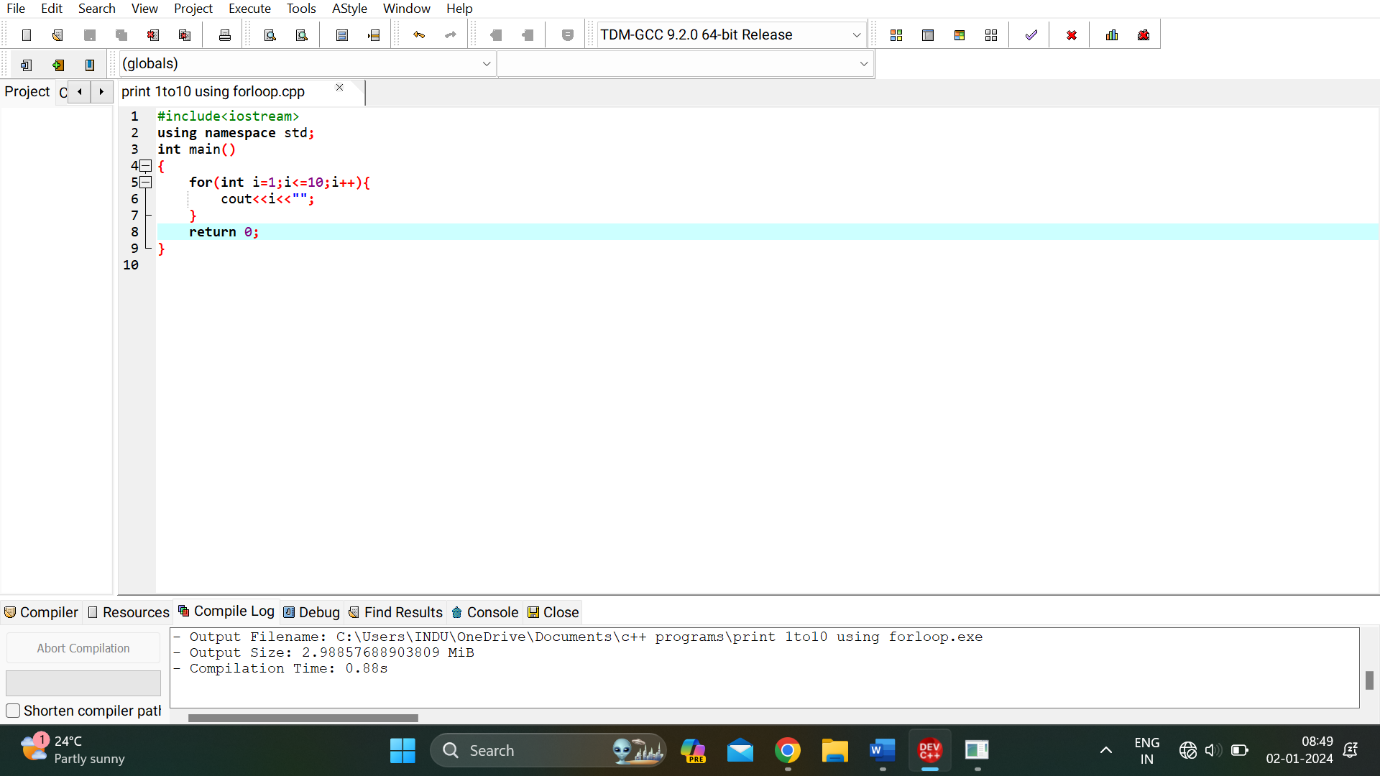 File Edit Search View Project Execute Tools AStyle Window Help
TDM-GCC 9.2.0 64-bit Release
(globals)
Project C
print 1to10 using forloop.cpp
1 #include<iostream>
2 using namespace std;
3 int main()
4 {
5 for(int i=1;i<=10;i++){
6 cout<<i<<"";
7 }
8 return 0;
9 }
10
Compiler Resources Compile Log Debug Find Results Console Close
Abort Compilation
Shorten compiler path
- Output Filename: C:\Users\INDU\OneDrive\Documents\c++ programs\print 1to10 using forloop.exe
- Output Size: 2.98857688903809 MiB
- Compilation Time: 0.88s
1
24°C
Partly sunny
Search
PRE
W
DEV
C++
ENG
IN
08:49
02-01-2024